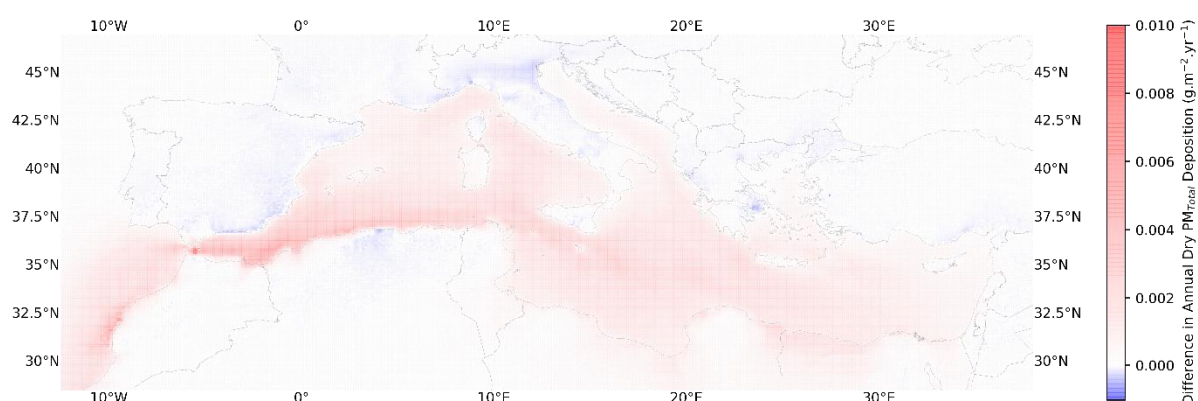 10°W 0° 10°E 20°E 30°E
45°N 45°N
42.5°N 42.5°N
40°N 40°N
37.5°N 37.5°N
35°N 35°N
32.5°N 32.5°N
30°N 30°N
10°W 0° 10°E 20°E 30°E
0.010
0.008
0.006
0.004
0.002
0.000
Difference in Annual Dry PM_Total Deposition (g.m⁻².yr⁻¹)